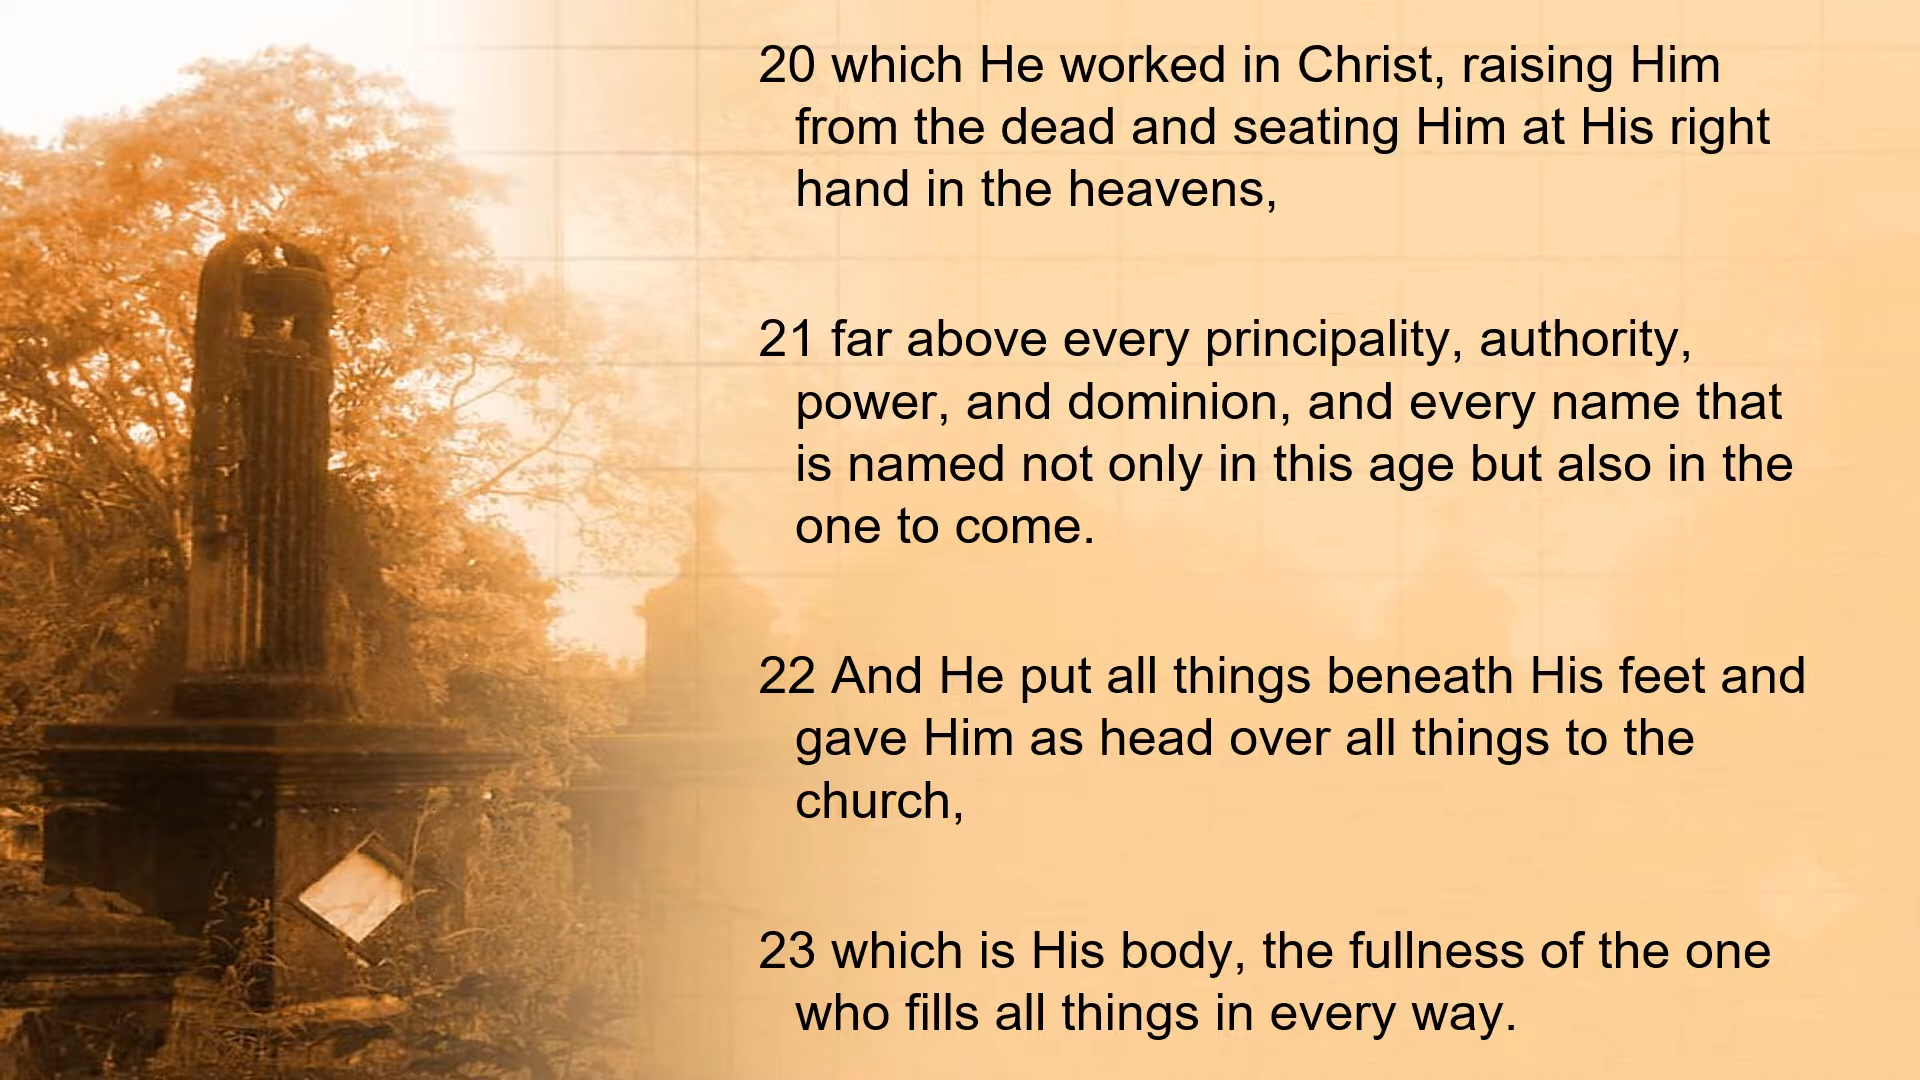 20 which He worked in Christ, raising Him
from the dead and seating Him at His right
hand in the heavens,
21 far above every principality, authority,
power, and dominion, and every name that
is named not only in this age but also in the
one to come.
22 And He put all things beneath His feet and
gave Him as head over all things to the
church,
23 which is His body, the fullness of the one
who fills all things in every way.